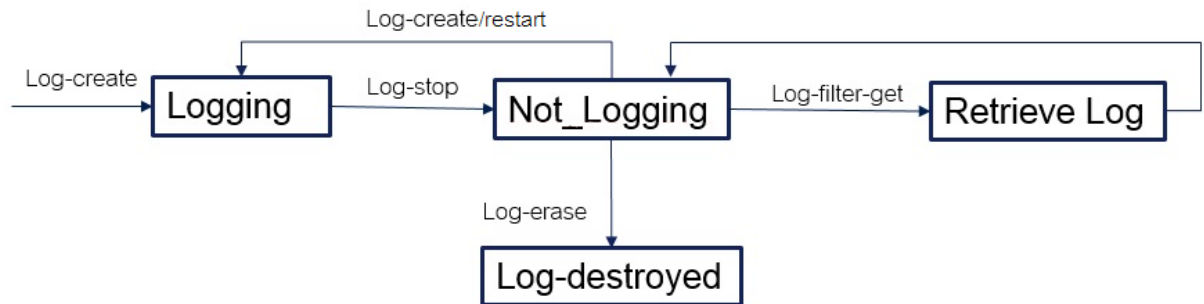 Log-create/restart
Log-create
Logging
Log-stop
Not_Logging
Log-filter-get
Retrieve Log
Log-erase
Log-destroyed